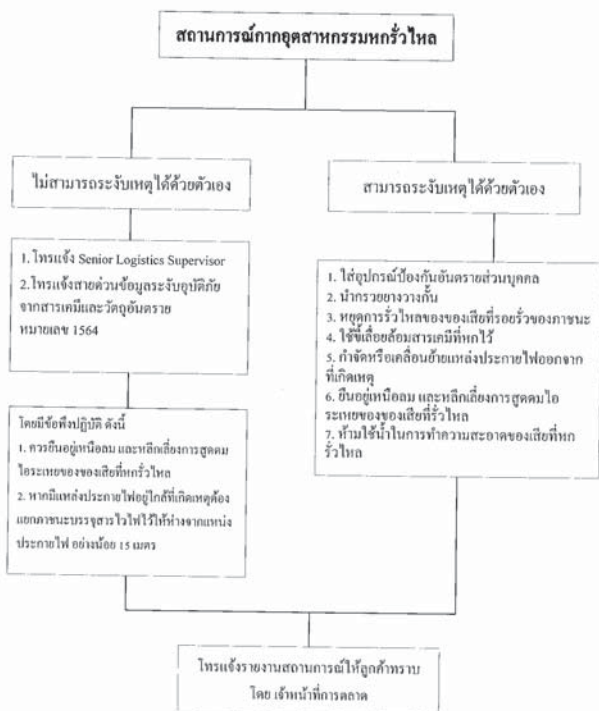 สถานการณ์กากอุตสาหกรรมหกรั่วไหล
ไม่สามารถระงับเหตุได้ด้วยตัวเอง
1. โทรแจ้ง Senior Logistics Supervisor
2.โทรแจ้งสายด่วนข้อมูลระงับอุบัติภัย
จากสารเคมีและวัตถุอันตราย
หมายเลข 1564
โดยมีข้อพึงปฏิบัติ ดังนี้
1. ควรยืนอยู่เหนือลม และหลีกเลี่ยงการสูดดม
ไอระเหยของของเสียที่หกรั่วไหล
2. หากมีแหล่งประกายไฟอยู่ใกล้ที่เกิดเหตุต้อง
แยกภาชนะบรรจุสารไวไฟไว้ให้ห่างจากแหน่ง
ประกายไฟ อย่างน้อย 15 เมตร
สามารถระงับเหตุได้ด้วยตัวเอง
1. ใส่อุปกรณ์ป้องกันอันตรายส่วนบุคคล
2. นำกรวยยางวางกั้น
3. หยุดการรั่วไหลของของเสียที่รอยรั่วของภาชนะ
4. ใช้ขี้เลื่อยล้อมสารเคมีที่หกไว้
5. กำจัดหรือเคลื่อนย้ายแหล่งประกายไฟออกจาก
ที่เกิดเหตุ
6. ยืนอยู่เหนือลม และหลีกเลี่ยงการสูดดมไอ
ระเหยของของเสียที่รั่วไหล
7. ห้ามใช้น้ำในการทำความสะอาดของเสียที่หก
รั่วไหล
โทรแจ้งรายงานสถานการณ์ให้ลูกค้าทราบ
โดย เจ้าหน้าที่การตลาด